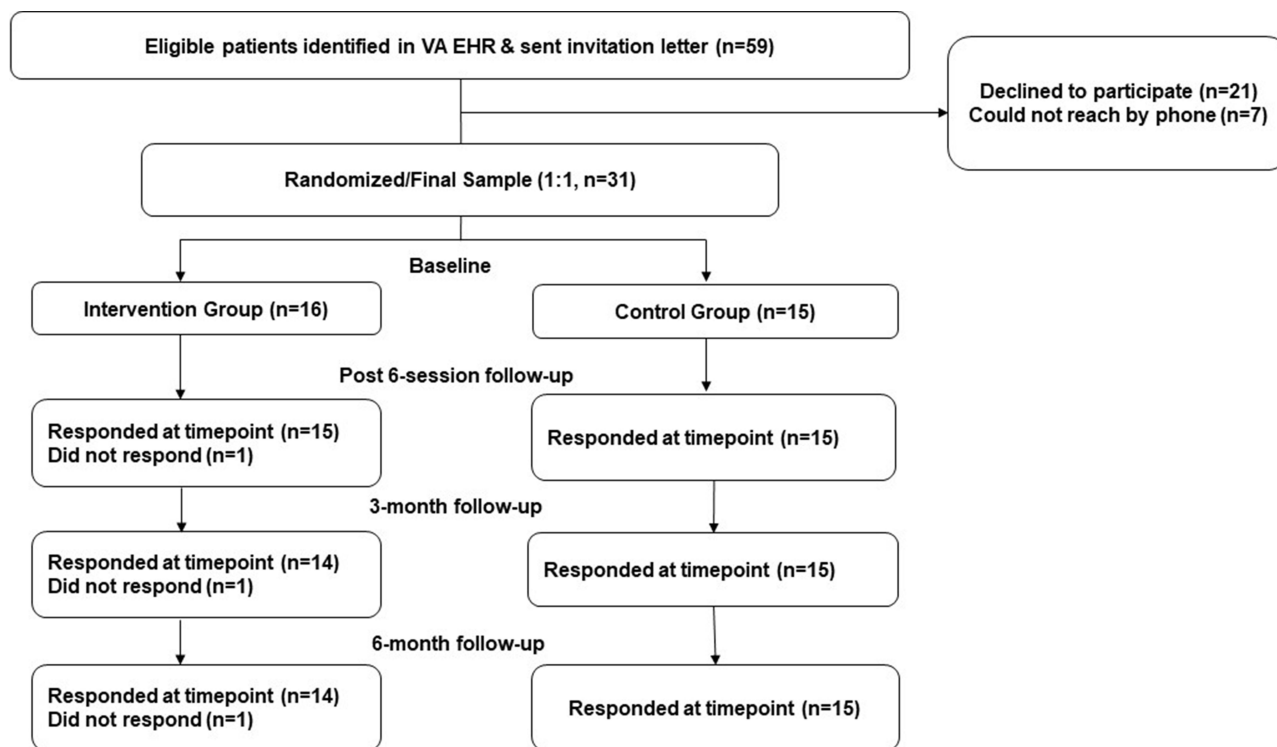 Eligible patients identified in VA EHR & sent invitation letter (n=59)
Declined to participate (n=21)
Could not reach by phone (n=7)
Randomized/Final Sample (1:1, n=31)
Baseline
Intervention Group (n=16)
Control Group (n=15)
Post 6-session follow-up
Responded at timepoint (n=15)
Did not respond (n=1)
Responded at timepoint (n=15)
3-month follow-up
Responded at timepoint (n=14)
Did not respond (n=1)
Responded at timepoint (n=15)
6-month follow-up
Responded at timepoint (n=14)
Did not respond (n=1)
Responded at timepoint (n=15)